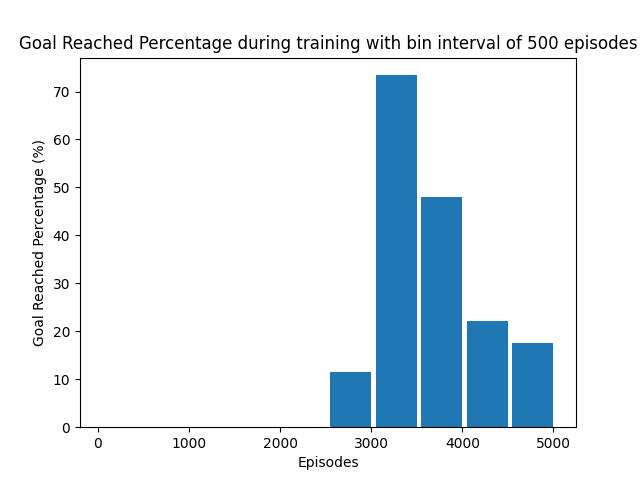 Goal Reached Percentage during training with bin interval of 500 episodes
Goal Reached Percentage (%)
70
60
50
40
30
20
10
0
0 1000 2000 3000 4000 5000
Episodes